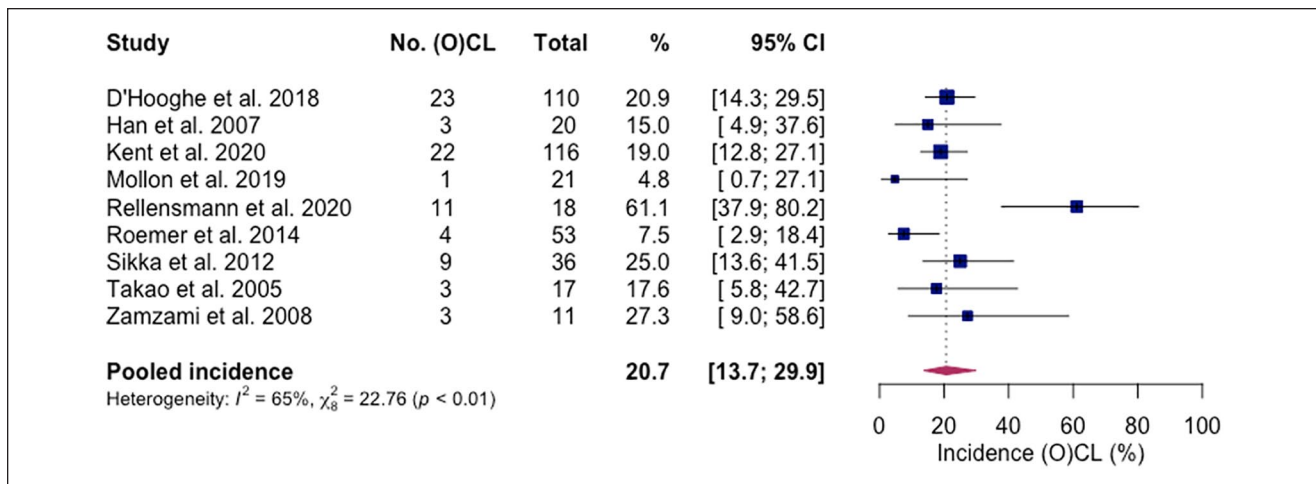 Study No. (O)CL Total % 95% CI
D'Hooghe et al. 2018 23 110 20.9 [14.3; 29.5]
Han et al. 2007 3 20 15.0 [ 4.9; 37.6]
Kent et al. 2020 22 116 19.0 [12.8; 27.1]
Mollon et al. 2019 1 21 4.8 [ 0.7; 27.1]
Rellensmann et al. 2020 11 18 61.1 [37.9; 80.2]
Roemer et al. 2014 4 53 7.5 [ 2.9; 18.4]
Sikka et al. 2012 9 36 25.0 [13.6; 41.5]
Takao et al. 2005 3 17 17.6 [ 5.8; 42.7]
Zamzami et al. 2008 3 11 27.3 [ 9.0; 58.6]
Pooled incidence 20.7 [13.7; 29.9]
Heterogeneity: I² = 65%, χ²₈ = 22.76 (p < 0.01)
0 20 40 60 80 100
Incidence (O)CL (%)